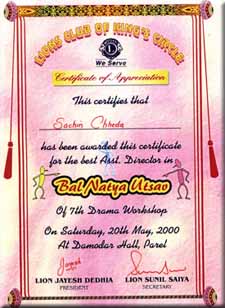 LIONS CLUB OF KING'S CIRCLE
L
We Serve
Certificate of Appreciation
This certifies that
Sachin Chheda
has been awarded this certificate
for the best Asst. Director in
Bal Natya Utsav
Of 7th Drama Workshop
On Saturday, 20th May, 2000
At Damodar Hall, Parel
LION JAYESH DEDHIA LION SUNIL SAIYA
PRESIDENT SECRETARY